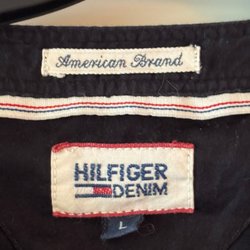 American Brand
HILFIGER
DENIM
L